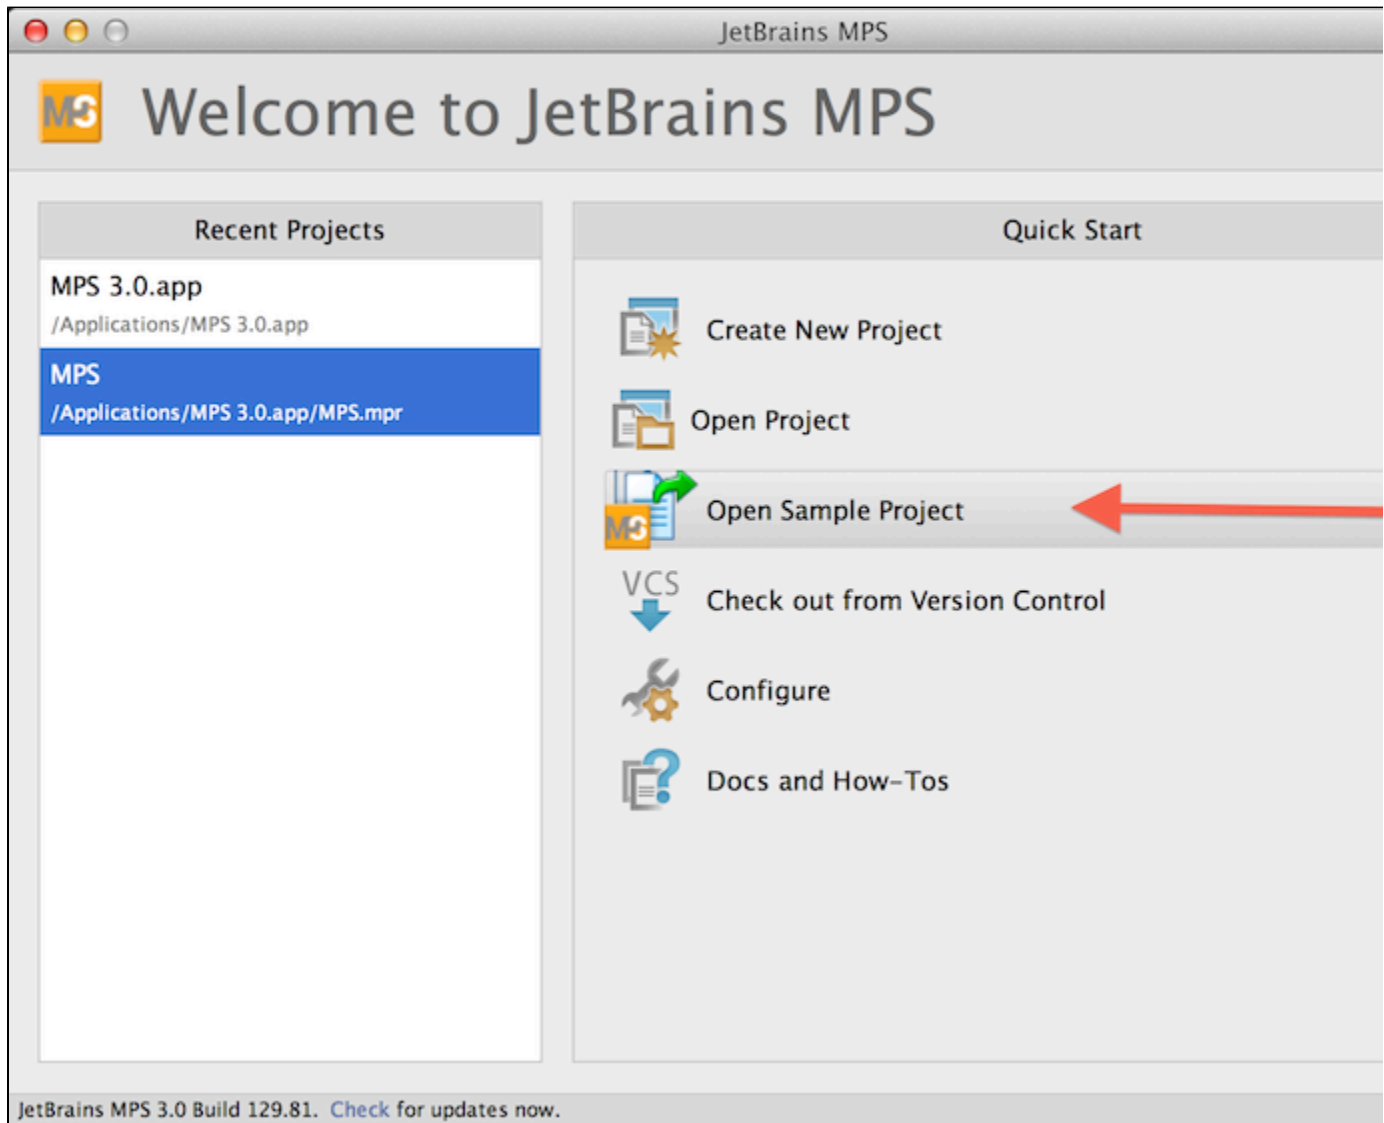 JetBrains MPS
MPS
Welcome to JetBrains MPS
Recent Projects
MPS 3.0.app
/Applications/MPS 3.0.app
MPS
/Applications/MPS 3.0.app/MPS.mpr
Quick Start
Create New Project
Open Project
MPS
Open Sample Project
VCS
Check out from Version Control
Configure
?
Docs and How-Tos
JetBrains MPS 3.0 Build 129.81. Check for updates now.